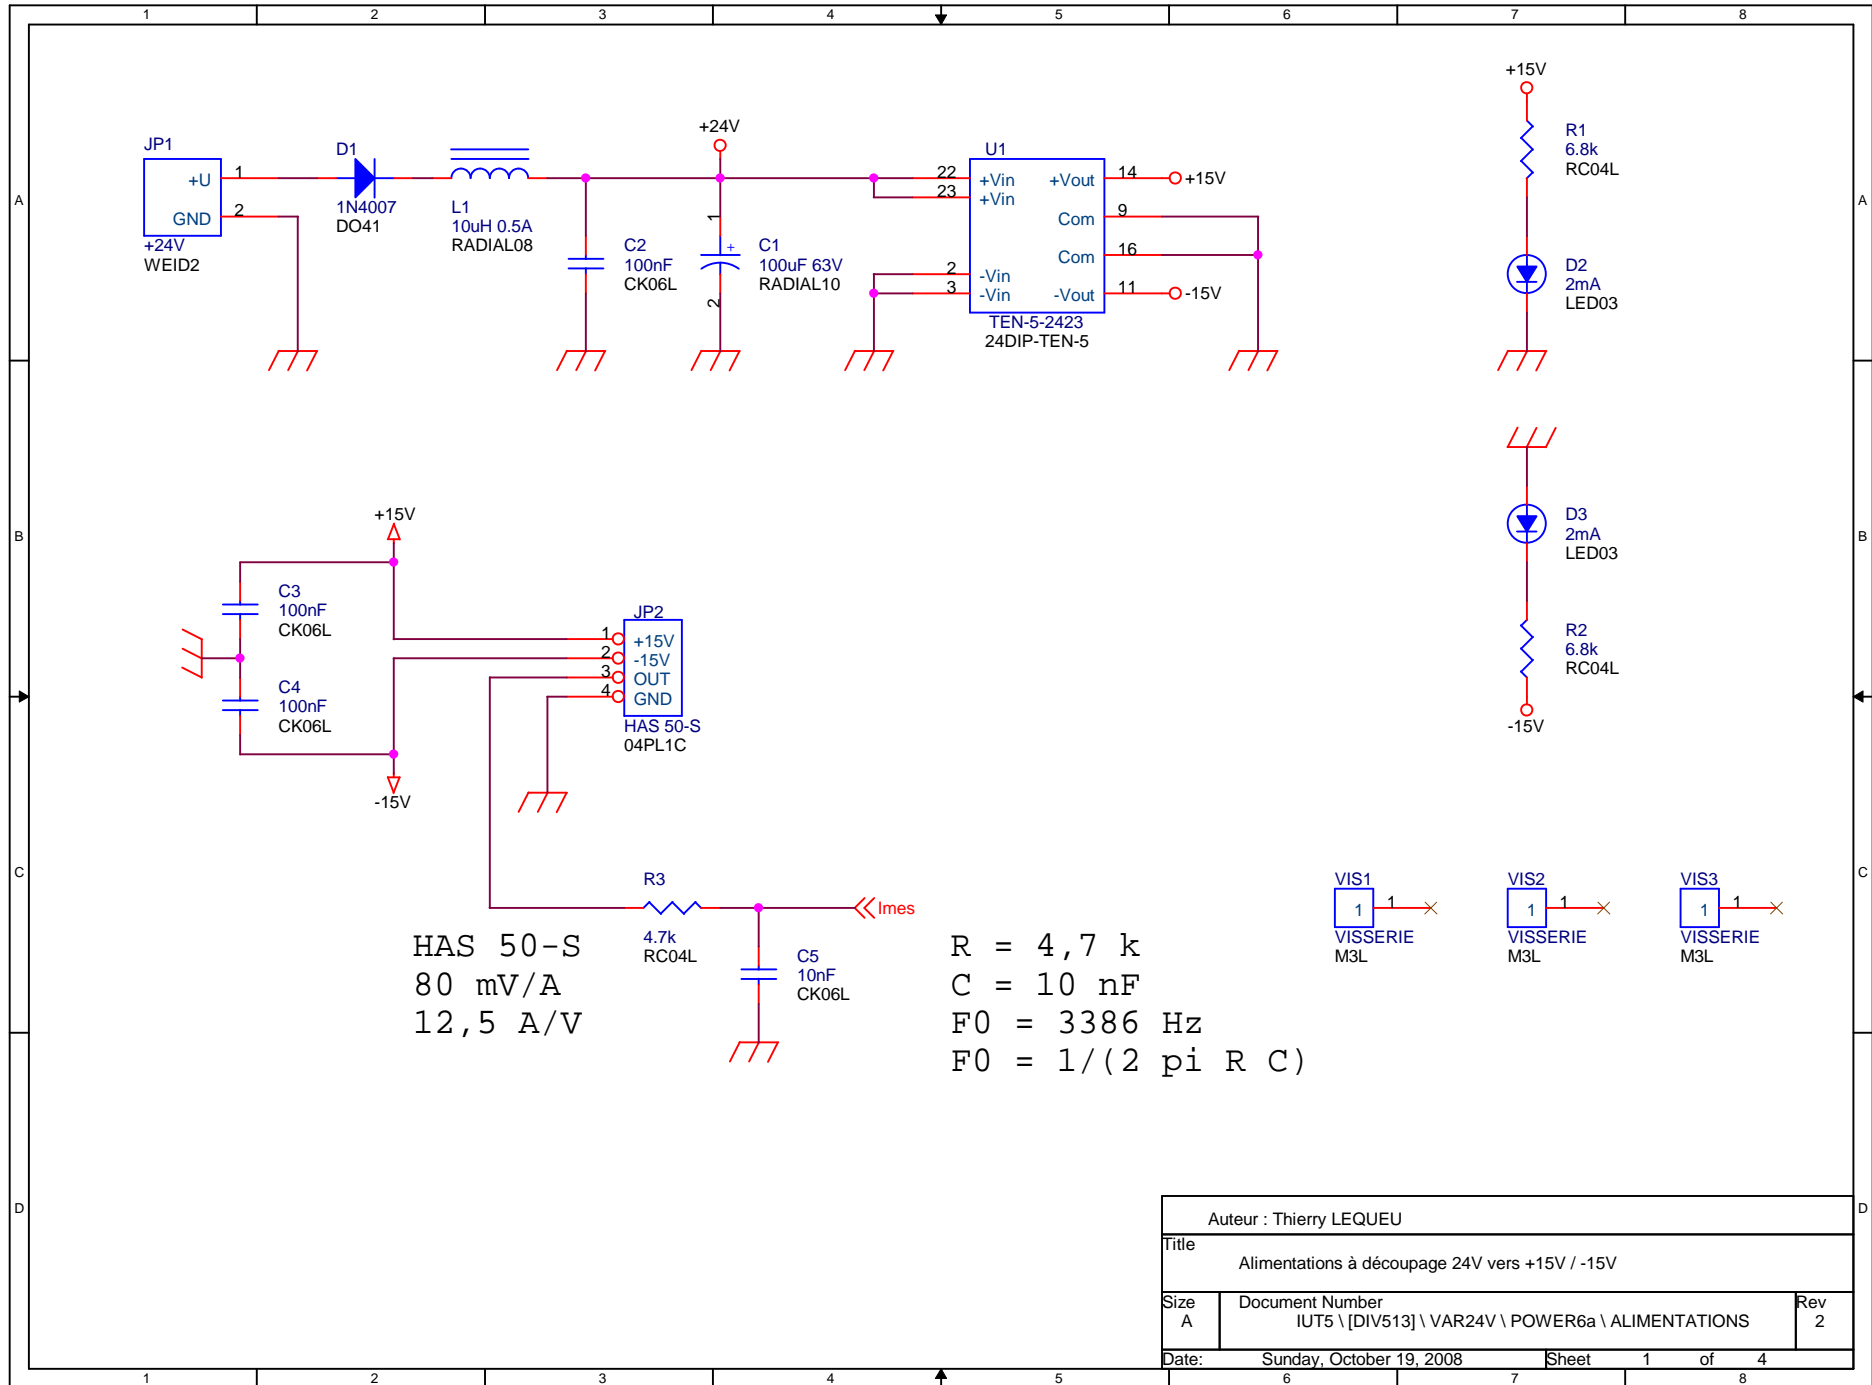 1 2 3 4 5 6 7 8
A
A
B
B
C
C
D
D
JP1
+U 1
GND 2
+24V
WEID2
D1
1N4007
DO41
L1
10uH 0.5A
RADIAL08
C2
100nF
CK06L
+24V
1
+
2
C1
100uF 63V
RADIAL10
U1
22 +Vin +Vout 14 +15V
23 +Vin
Com 9
Com 16
2 -Vin
3 -Vin -Vout 11 -15V
TEN-5-2423
24DIP-TEN-5
+15V
R1
6.8k
RC04L
D2
2mA
LED03
D3
2mA
LED03
R2
6.8k
RC04L
-15V
+15V
C3
100nF
CK06L
C4
100nF
CK06L
-15V
JP2
1 +15V
2 -15V
3 OUT
4 GND
HAS 50-S
04PL1C
R3
4.7k
RC04L
Imes
C5
10nF
CK06L
HAS 50-S
80 mV/A
12,5 A/V
R = 4,7 k
C = 10 nF
F0 = 3386 Hz
F0 = 1/(2 pi R C)
VIS1
1 1
VISSERIE
M3L
VIS2
1 1
VISSERIE
M3L
VIS3
1 1
VISSERIE
M3L
Auteur : Thierry LEQUEU
Title
Alimentations à découpage 24V vers +15V / -15V
Size
A
Document Number
IUT5 \ [DIV513] \ VAR24V \ POWER6a \ ALIMENTATIONS
Rev
2
Date: Sunday, October 19, 2008 Sheet 1 of 4
1 2 3 4 5 6 7 8